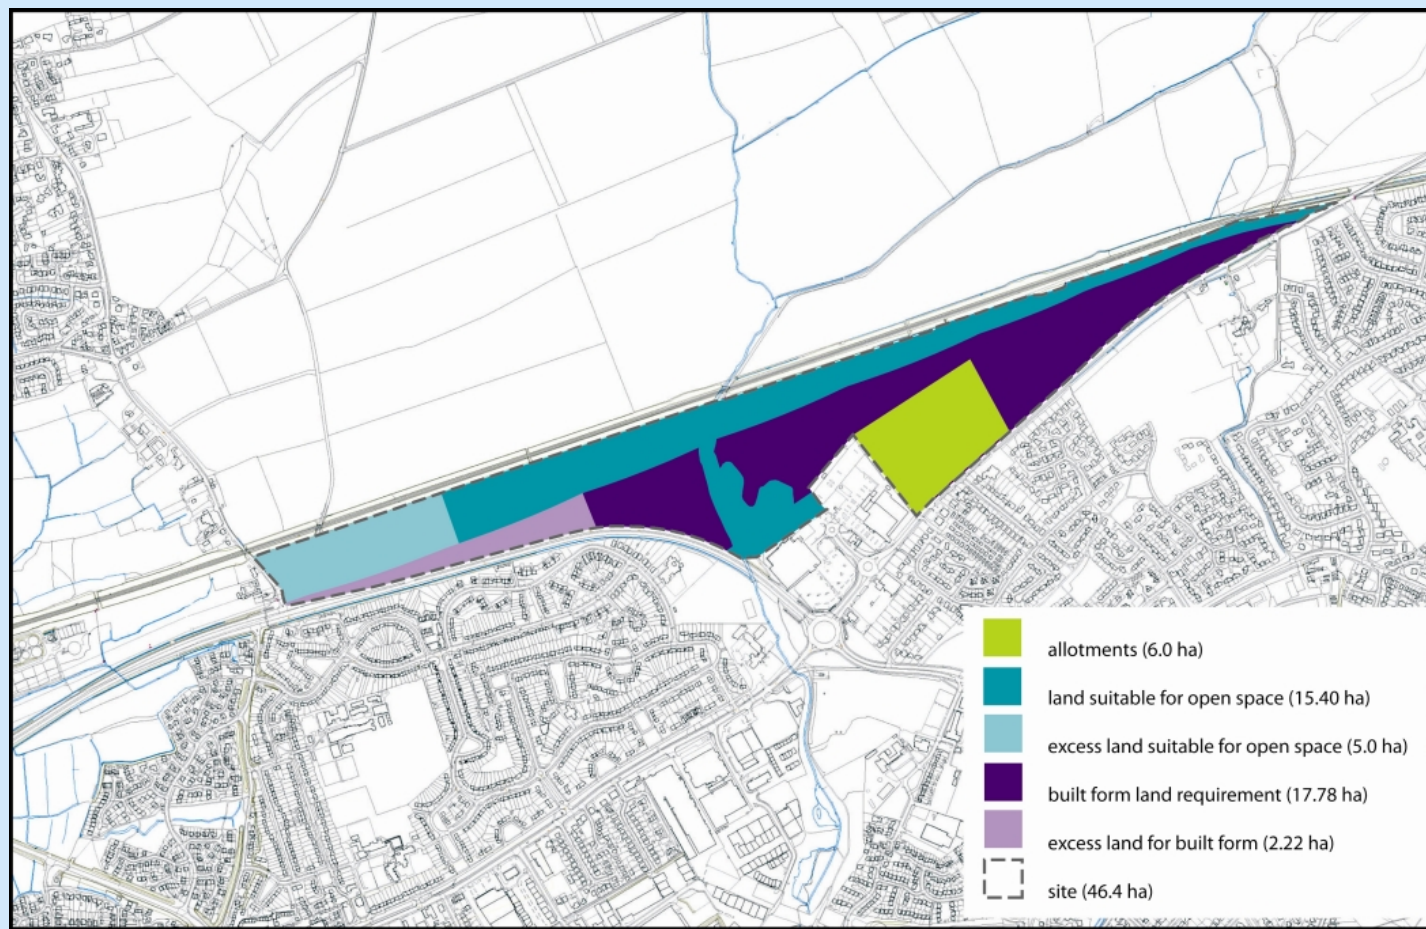 allotments (6.0 ha)
land suitable for open space (15.40 ha)
excess land suitable for open space (5.0 ha)
built form land requirement (17.78 ha)
excess land for built form (2.22 ha)
site (46.4 ha)